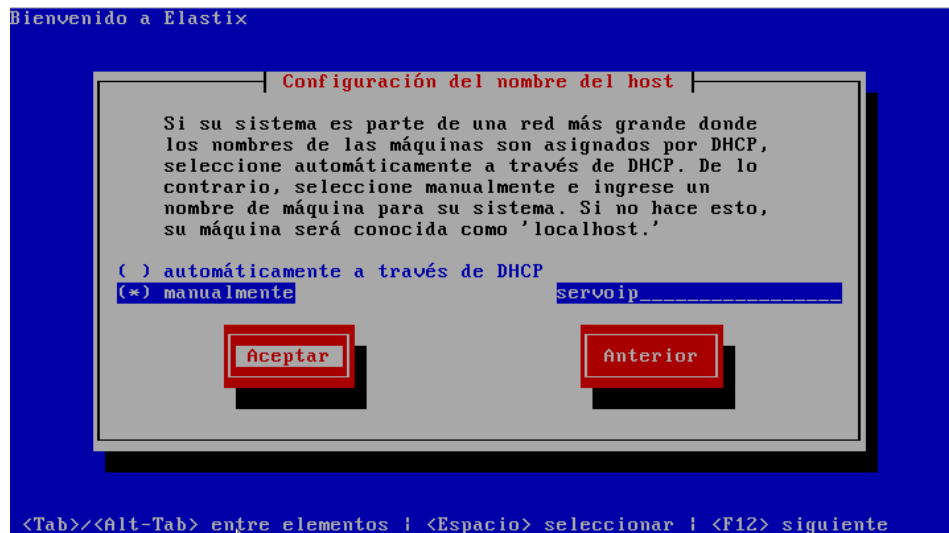 Bienvenido a Elastix
Configuración del nombre del host
Si su sistema es parte de una red más grande donde
los nombres de las máquinas son asignados por DHCP,
seleccione automáticamente a través de DHCP. De lo
contrario, seleccione manualmente e ingrese un
nombre de máquina para su sistema. Si no hace esto,
su máquina será conocida como 'localhost.'
( ) automáticamente a través de DHCP
(*) manualmente servoip_________________
Aceptar Anterior
<Tab>/<Alt-Tab> entre elementos | <Espacio> seleccionar | <F12> siguiente